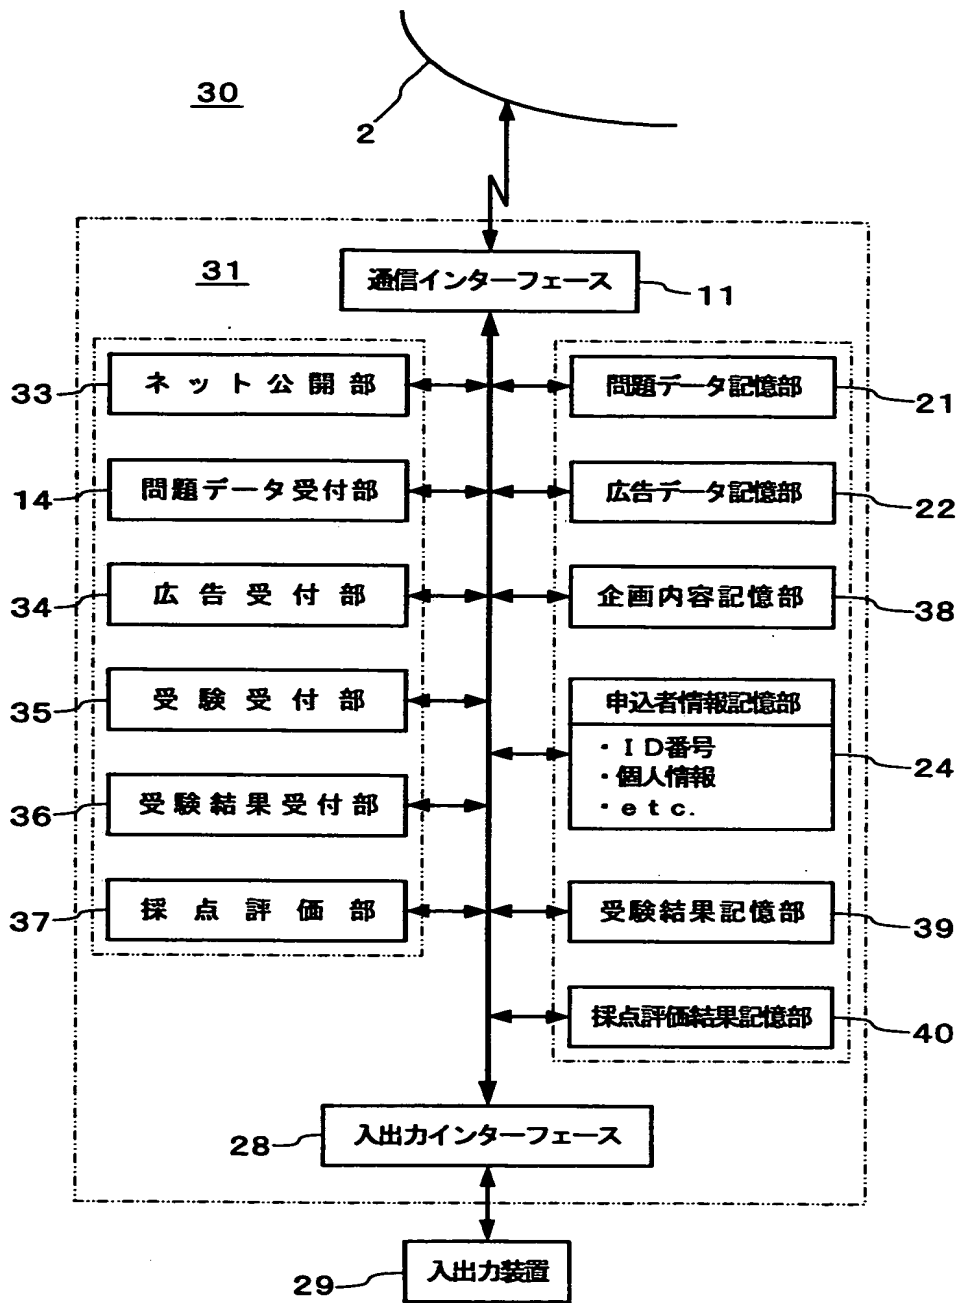 30
2
31
通信インターフェース
11
33
ネット公開部
問題データ記憶部
21
14
問題データ受付部
広告データ記憶部
22
34
広告受付部
企画内容記憶部
38
35
受験受付部
申込者情報記憶部
・ID番号
・個人情報
・etc.
24
36
受験結果受付部
37
採点評価部
受験結果記憶部
39
採点評価結果記憶部
40
28
入出力インターフェース
29
入出力装置